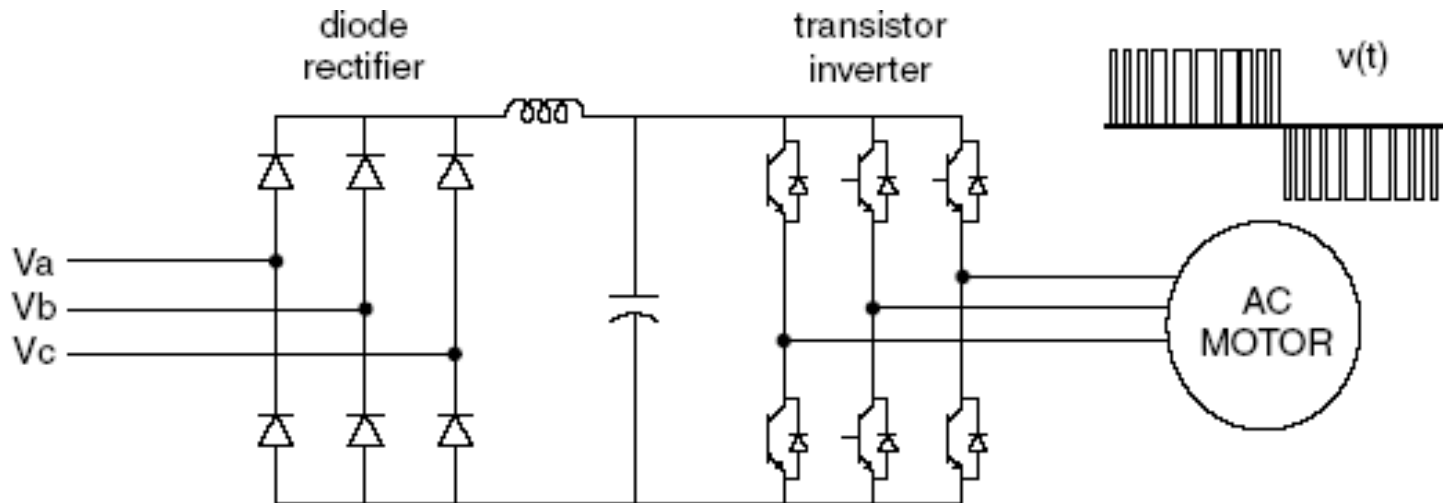 diode
rectifier
transistor
inverter
v(t)
Va
Vb
Vc
AC
MOTOR